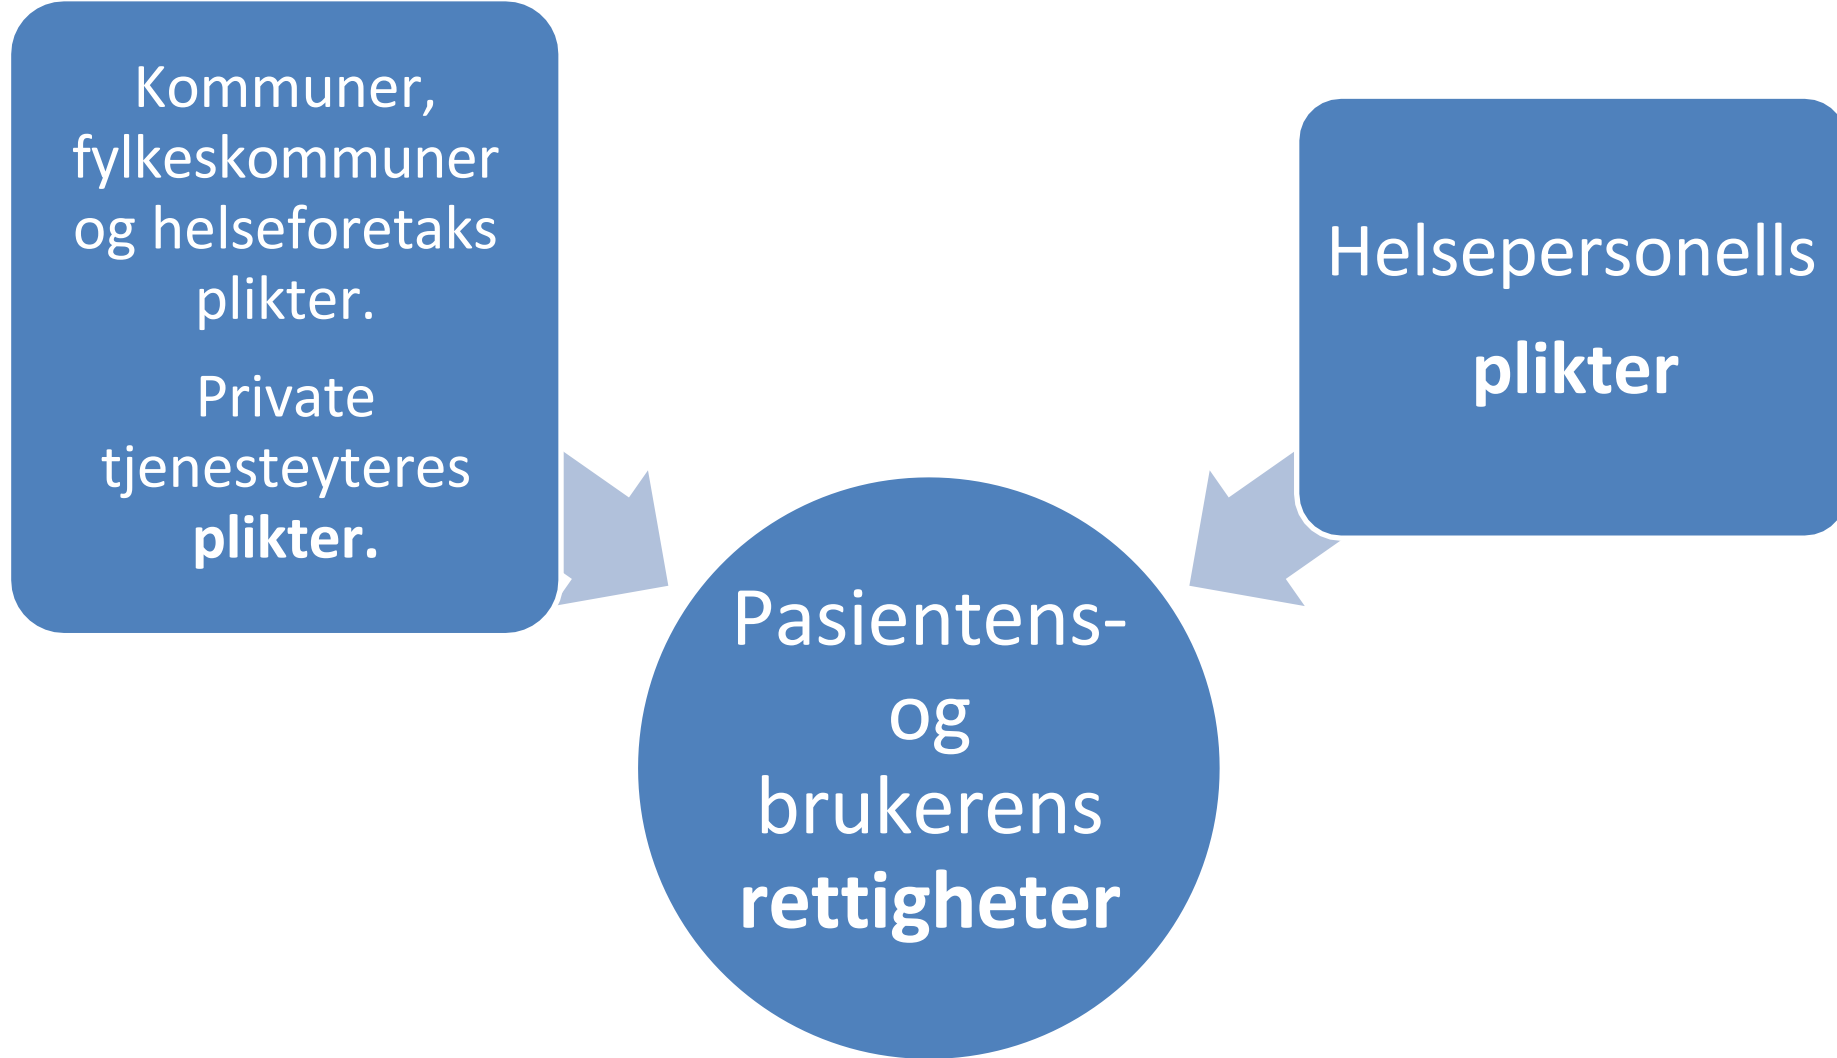 Kommuner,
fylkeskommuner
og helseforetaks
plikter.
Private
tjenesteyteres
plikter.
Helsepersonells
plikter
Pasientens-
og
brukerens
rettigheter